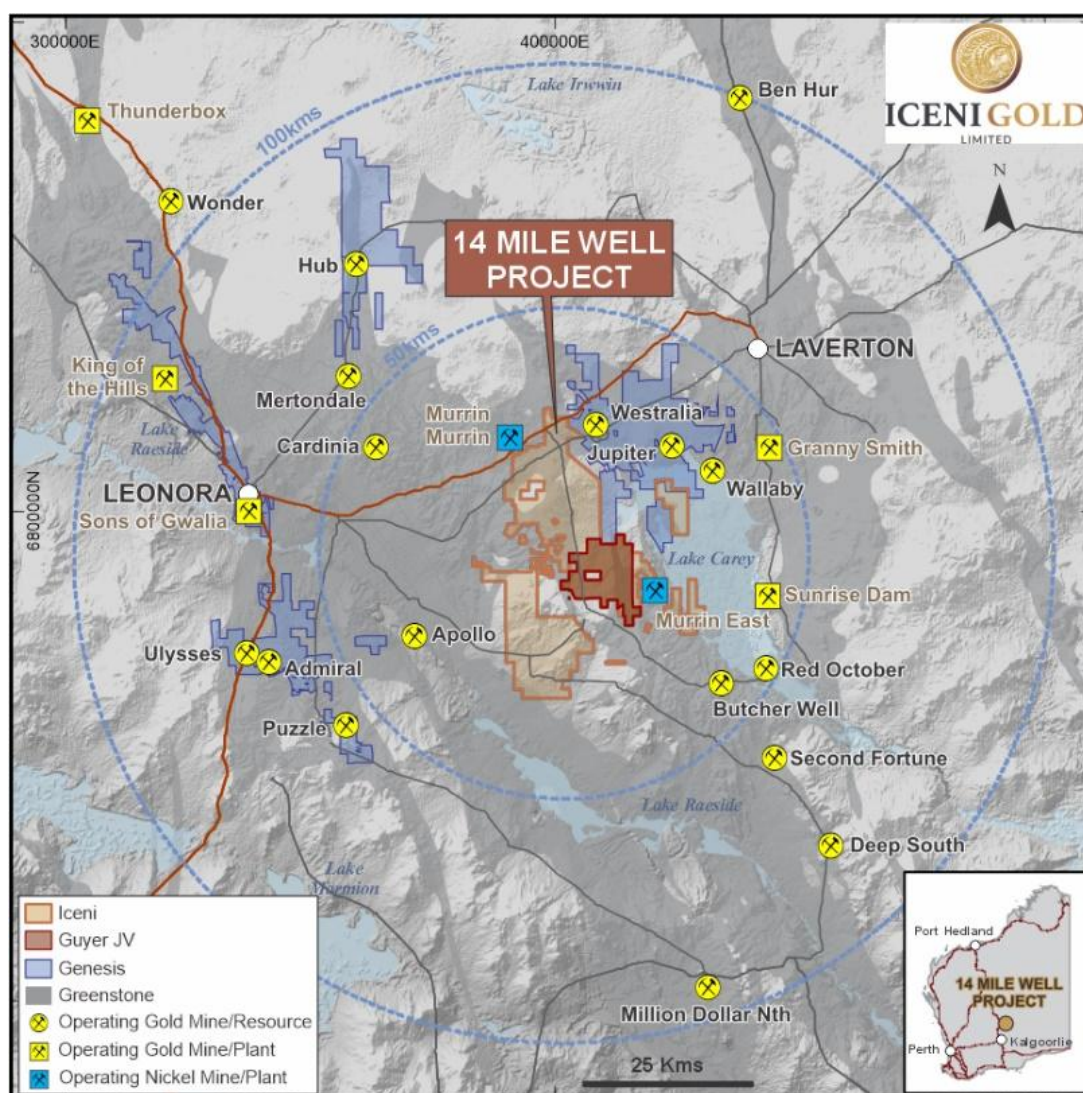 300000E
400000E
ICENI GOLD
LIMITED
Lake Irwwin
Ben Hur
Thunderbox
100kms
N
Wonder
14 MILE WELL
PROJECT
Hub
50kms
LAVERTON
King of
the Hills
Mertondale
Murrin
Murrin
Westralia
Lake
Raeside
Cardinia
Jupiter
Granny Smith
Wallaby
LEONORA
Sons of Gwalia
6800000N
Lake Carey
Murrin East
Sunrise Dam
Apollo
Ulysses
Admiral
Red October
Butcher Well
Puzzle
Second Fortune
Lake Raeside
Deep South
Lake
Marmion
Iceni
Guyer JV
Genesis
Greenstone
Operating Gold Mine/Resource
Operating Gold Mine/Plant
Operating Nickel Mine/Plant
Million Dollar Nth
25 Kms
Port Hedland
14 MILE WELL
PROJECT
Kalgoorlie
Perth